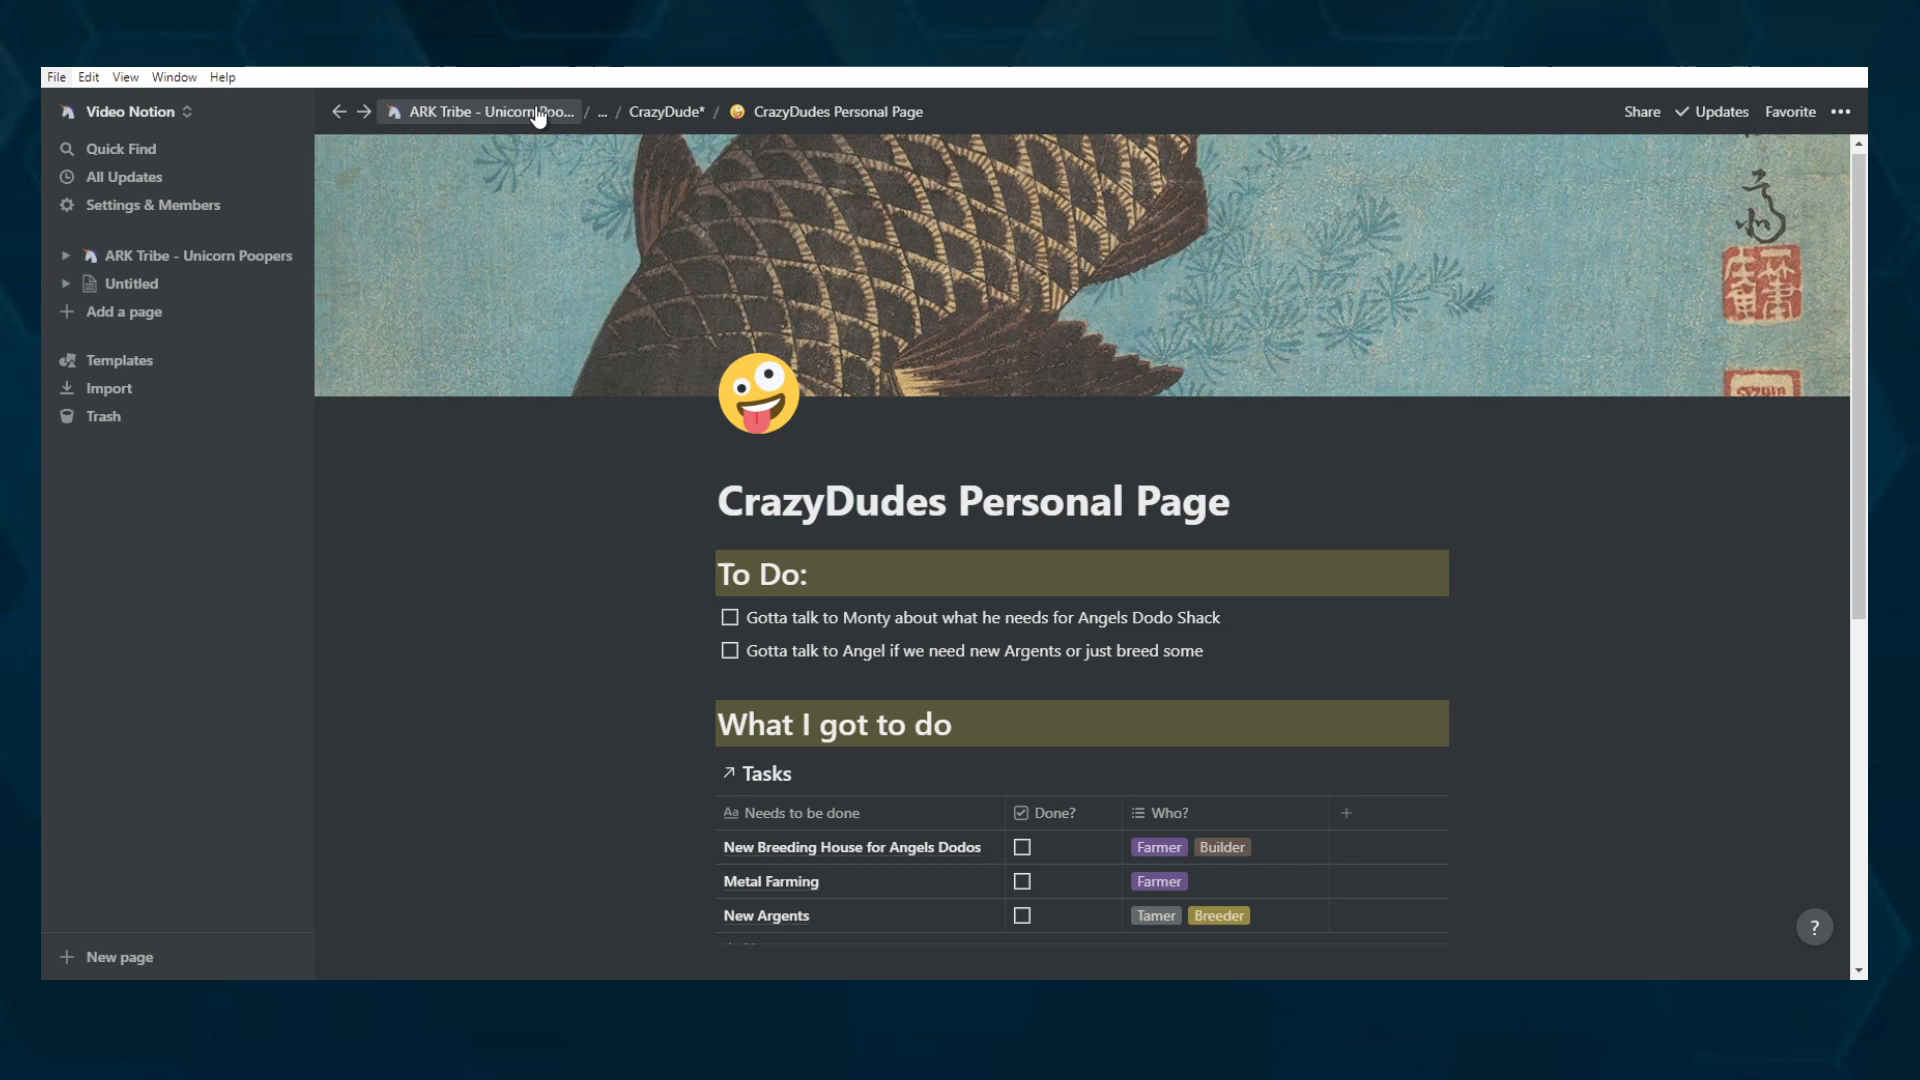 File Edit View Window Help
Video Notion
ARK Tribe - Unicorn Poo... / ... / CrazyDude* / CrazyDudes Personal Page
Share Updates Favorite •••
Quick Find
All Updates
Settings & Members
ARK Tribe - Unicorn Poopers
Untitled
+ Add a page
Templates
Import
Trash
+ New page
CrazyDudes Personal Page
To Do:
Gotta talk to Monty about what he needs for Angels Dodo Shack
Gotta talk to Angel if we need new Argents or just breed some
What I got to do
↗ Tasks
Aa Needs to be done Done? Who? +
New Breeding House for Angels Dodos Farmer Builder
Metal Farming Farmer
New Argents Tamer Breeder
?